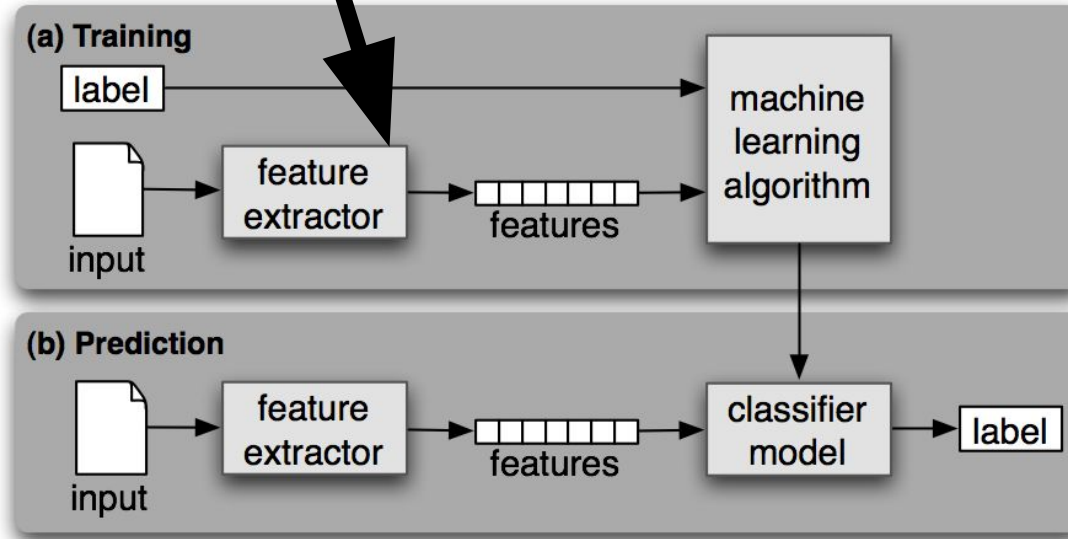 (a) Training
label
machine
learning
algorithm
feature
extractor
features
input
(b) Prediction
feature
extractor
features
classifier
model
label
input